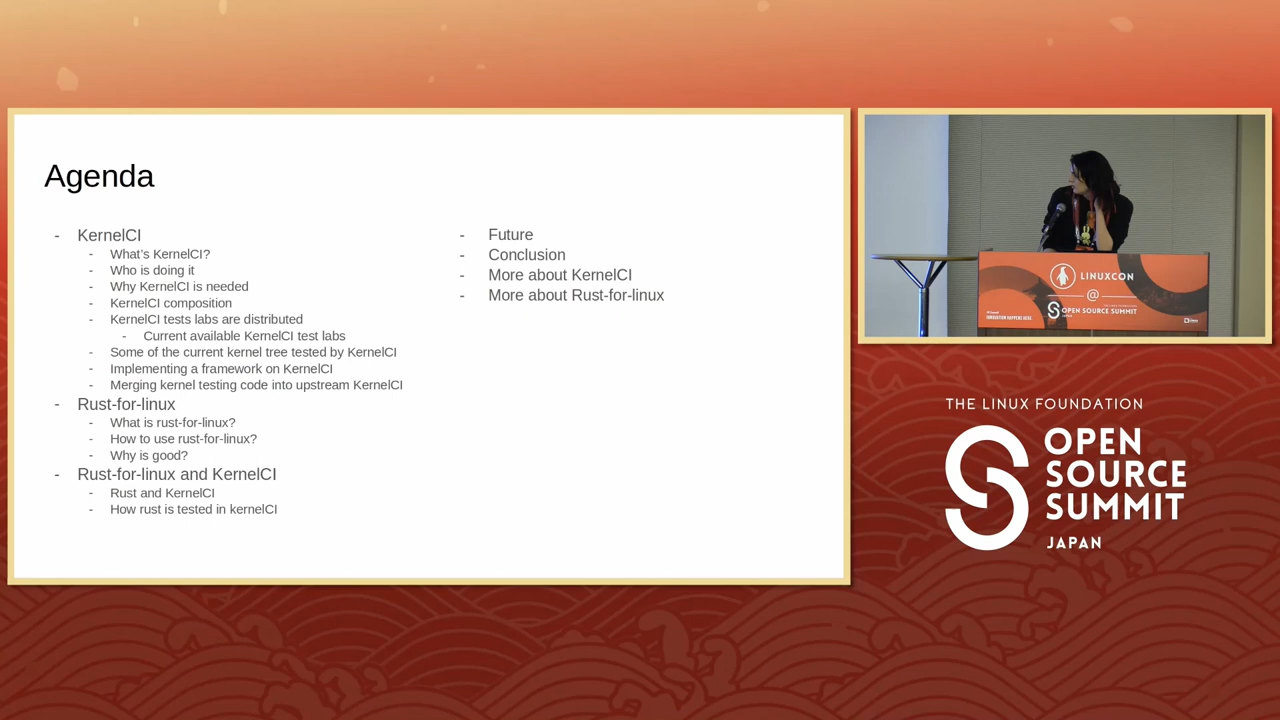 Agenda
- KernelCI
- What's KernelCI?
- Who is doing it
- Why KernelCI is needed
- KernelCI composition
- KernelCI tests labs are distributed
- Current available KernelCI test labs
- Some of the current kernel tree tested by KernelCI
- Implementing a framework on KernelCI
- Merging kernel testing code into upstream KernelCI
- Rust-for-linux
- What is rust-for-linux?
- How to use rust-for-linux?
- Why is good?
- Rust-for-linux and KernelCI
- Rust and KernelCI
- How rust is tested in kernelCI
- Future
- Conclusion
- More about KernelCI
- More about Rust-for-linux
LINUXCON
@
OPEN SOURCE SUMMIT
THE LINUX FOUNDATION
OPEN
SOURCE
SUMMIT
JAPAN